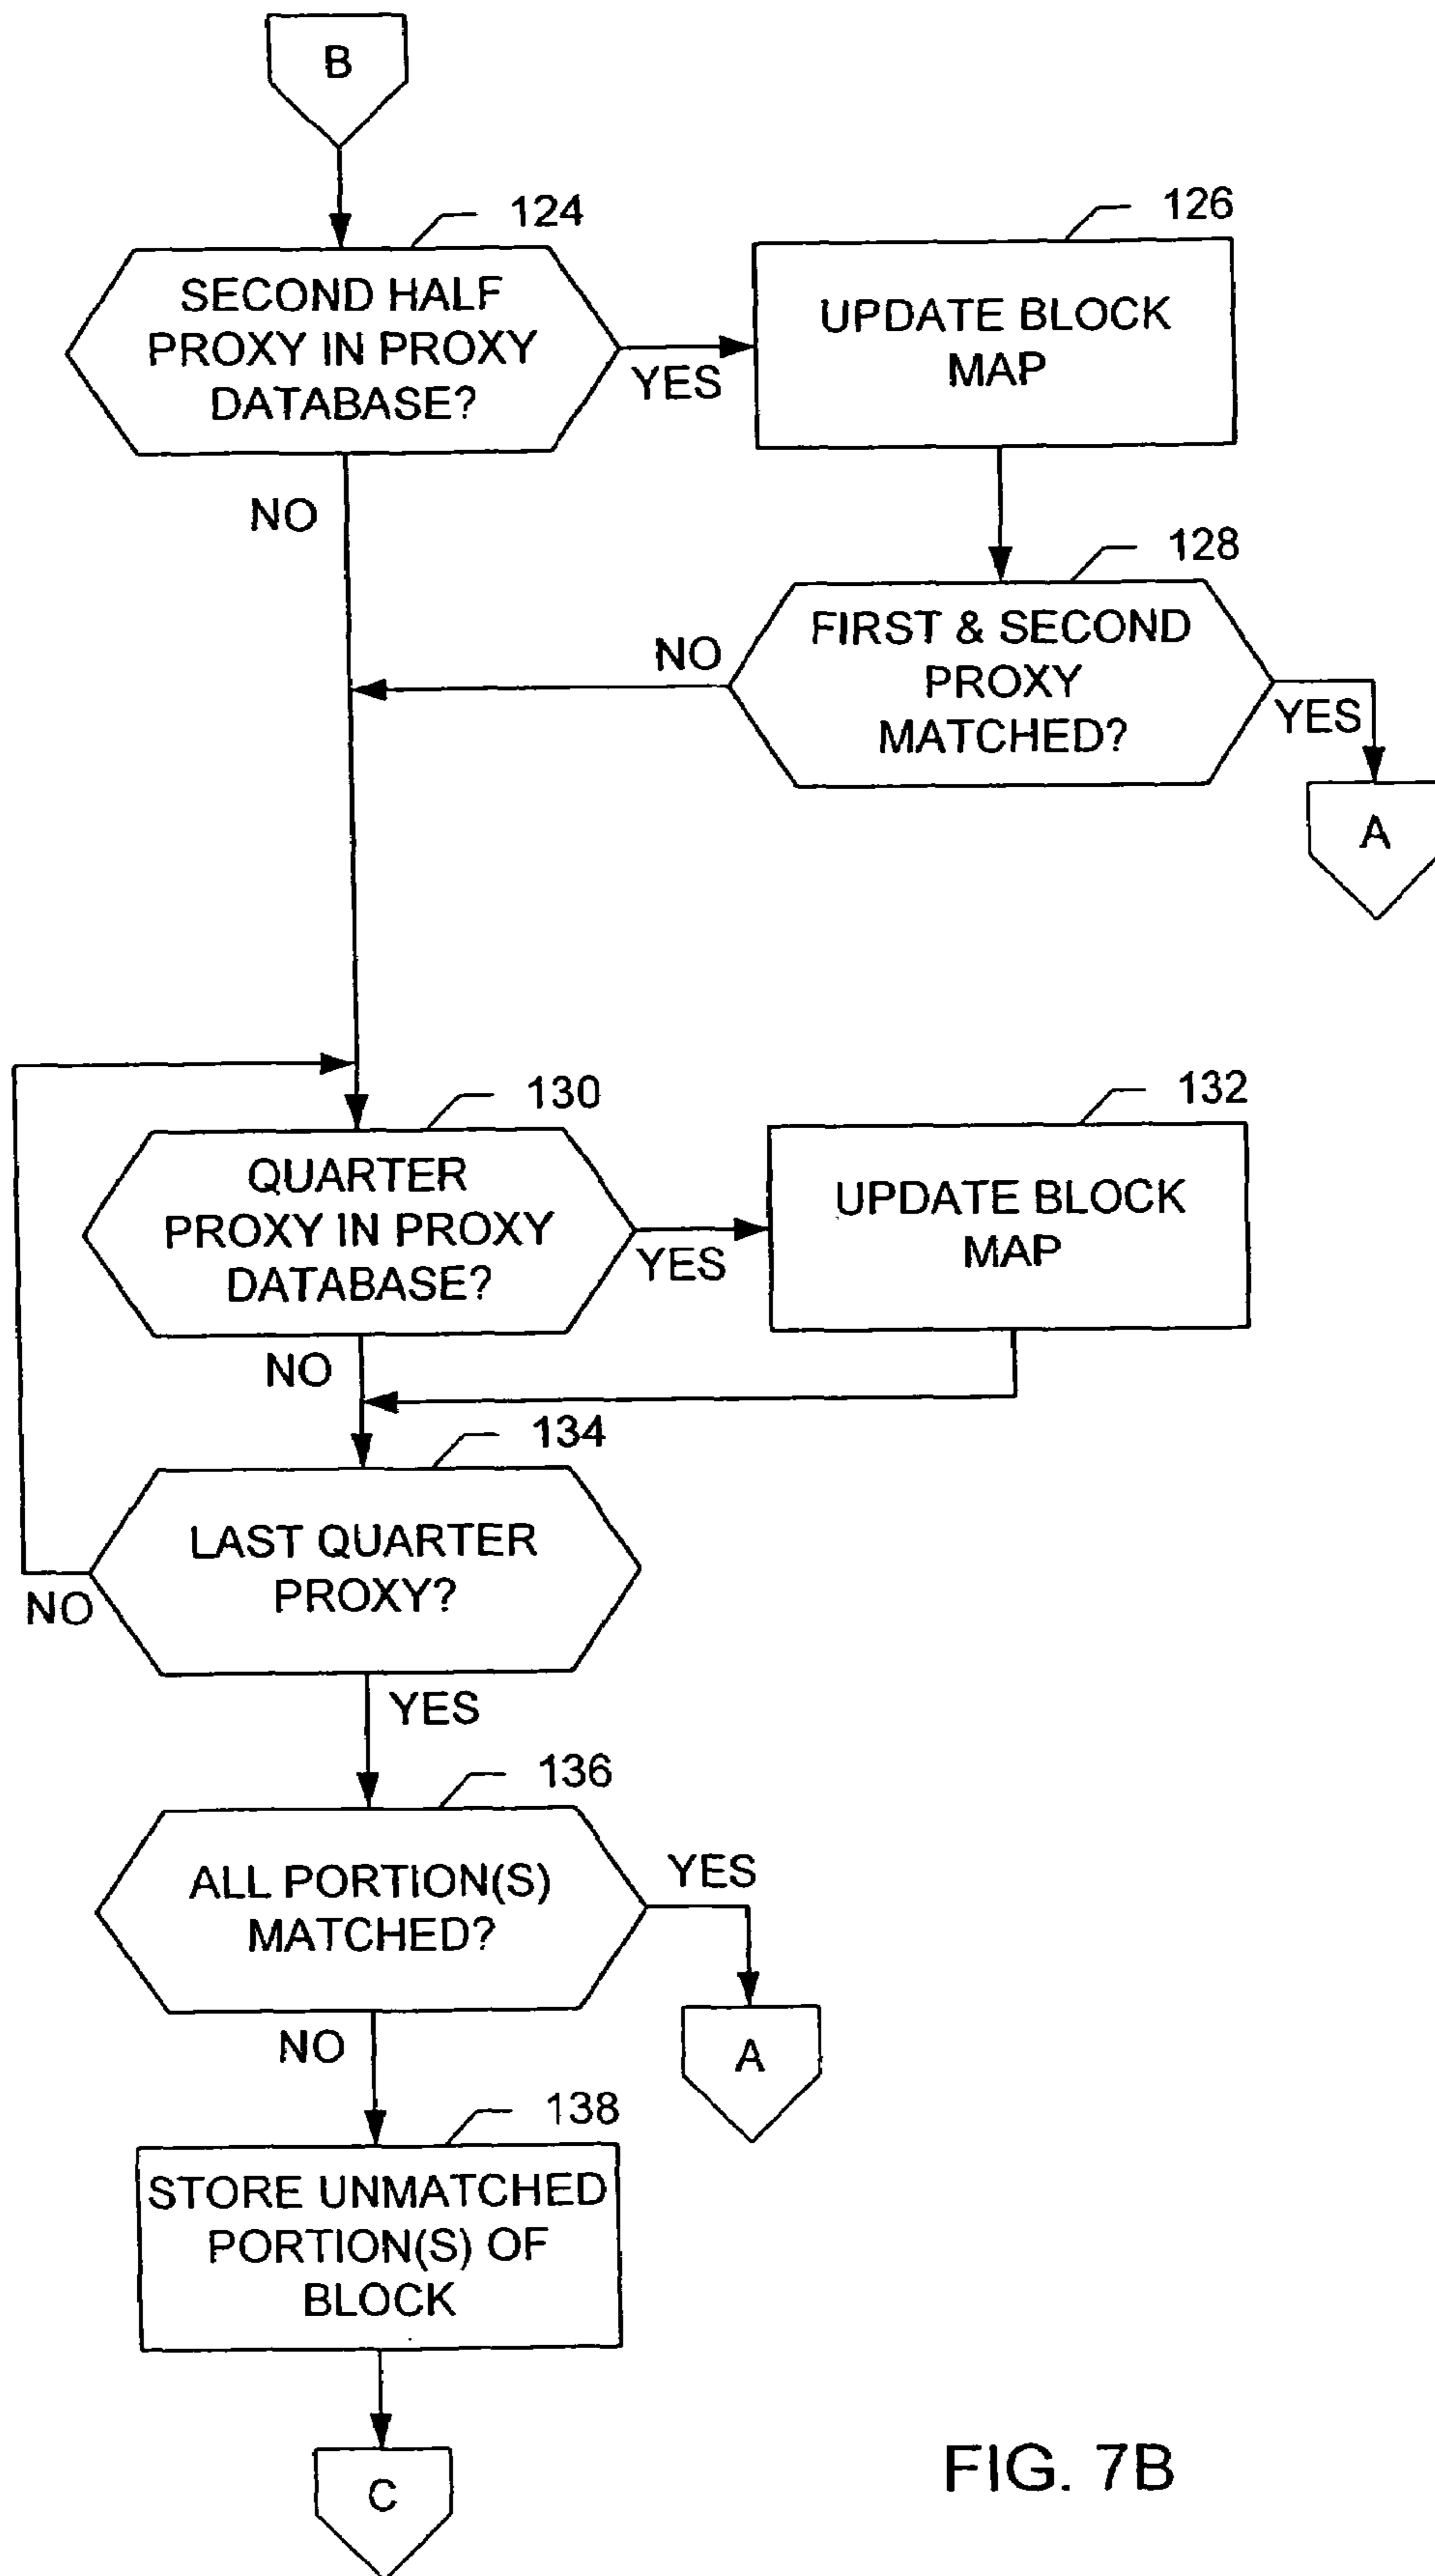 B
124
SECOND HALF
PROXY IN PROXY
DATABASE?
YES
NO
126
UPDATE BLOCK
MAP
128
FIRST & SECOND
PROXY
MATCHED?
NO
YES
A
130
QUARTER
PROXY IN PROXY
DATABASE?
YES
NO
132
UPDATE BLOCK
MAP
134
LAST QUARTER
PROXY?
NO
YES
136
ALL PORTION(S)
MATCHED?
YES
A
NO
138
STORE UNMATCHED
PORTION(S) OF
BLOCK
C
FIG. 7B